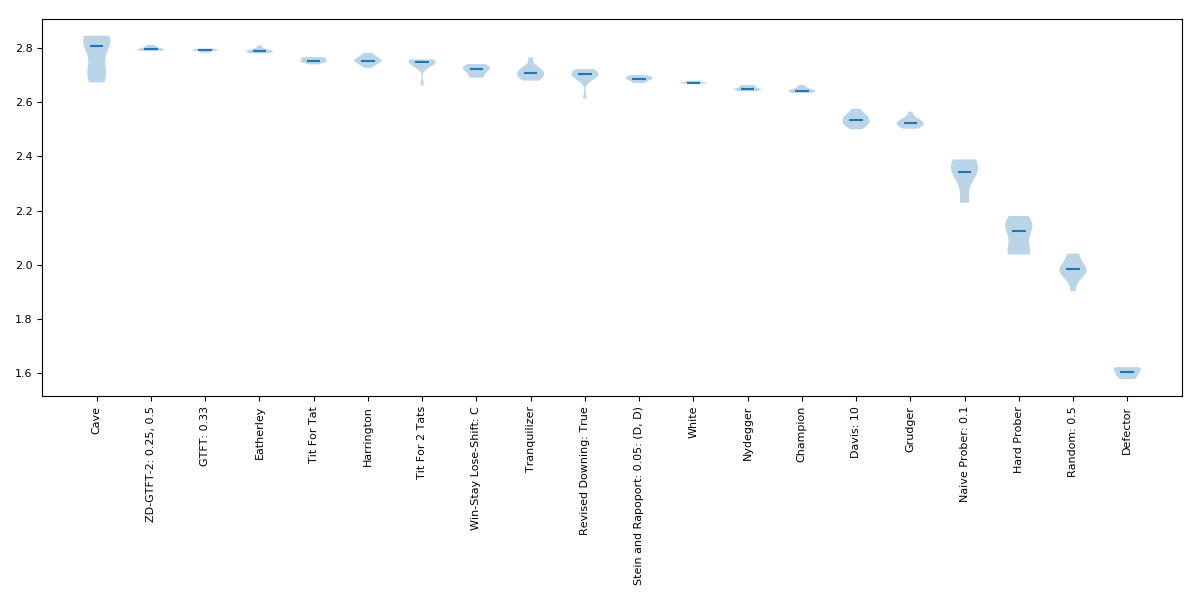 2.8
2.6
2.4
2.2
2.0
1.8
1.6
Cave
ZD-GTFT-2: 0.25, 0.5
GTFT: 0.33
Eatherley
Tit For Tat
Harrington
Tit For 2 Tats
Win-Stay Lose-Shift: C
Tranquilizer
Revised Downing: True
Stein and Rapoport: 0.05: (D, D)
White
Nydegger
Champion
Davis: 10
Grudger
Naive Prober: 0.1
Hard Prober
Random: 0.5
Defector